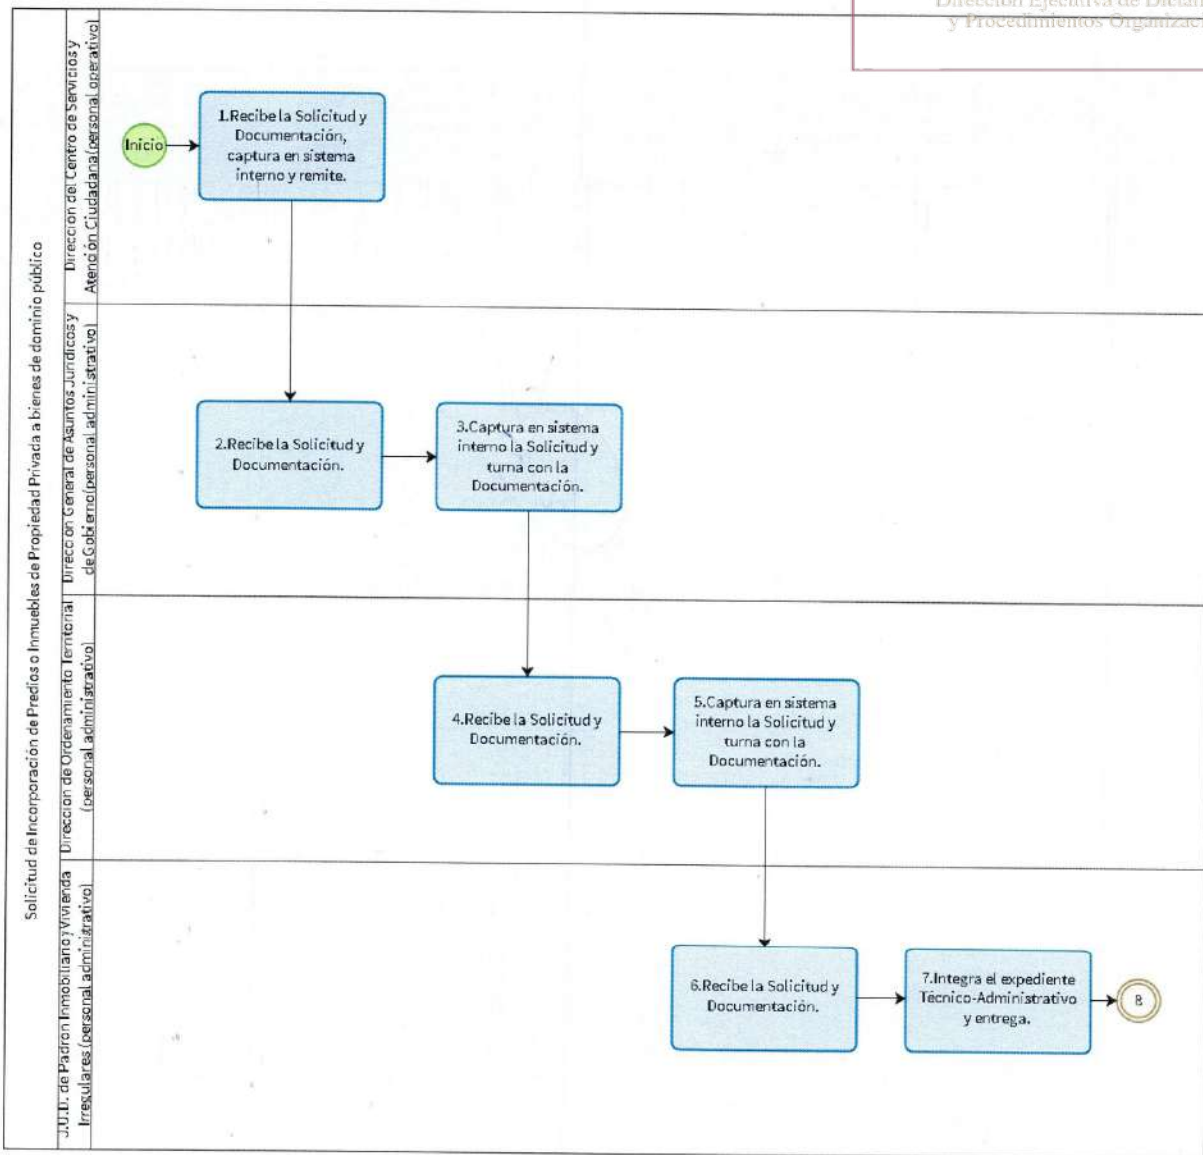 Dirección Ejecutiva de
y Procedimientos
Solicitud de Incorporación de Predios o Inmuebles de Propiedad Privada a bienes de dominio público
Dirección del Centro de Servicios y
Atención Ciudadana(personal operativo)
Inicio
1.Recibe la Solicitud y
Documentación,
captura en sistema
interno y remite.
Dirección General de Asuntos Jurídicos y
de Gobierno(personal administrativo)
2.Recibe la Solicitud y
Documentación.
3.Captura en sistema
interno la Solicitud y
turna con la
Documentación.
Dirección de Ordenamiento Territorial
(personal administrativo)
4.Recibe la Solicitud y
Documentación.
5.Captura en sistema
interno la Solicitud y
turna con la
Documentación.
J.U.D. de Padron Inmobiliario y Vivienda
Irregulares (personal administrativo)
6.Recibe la Solicitud y
Documentación.
7.Integra el expediente
Técnico-Administrativo
y entrega.
B